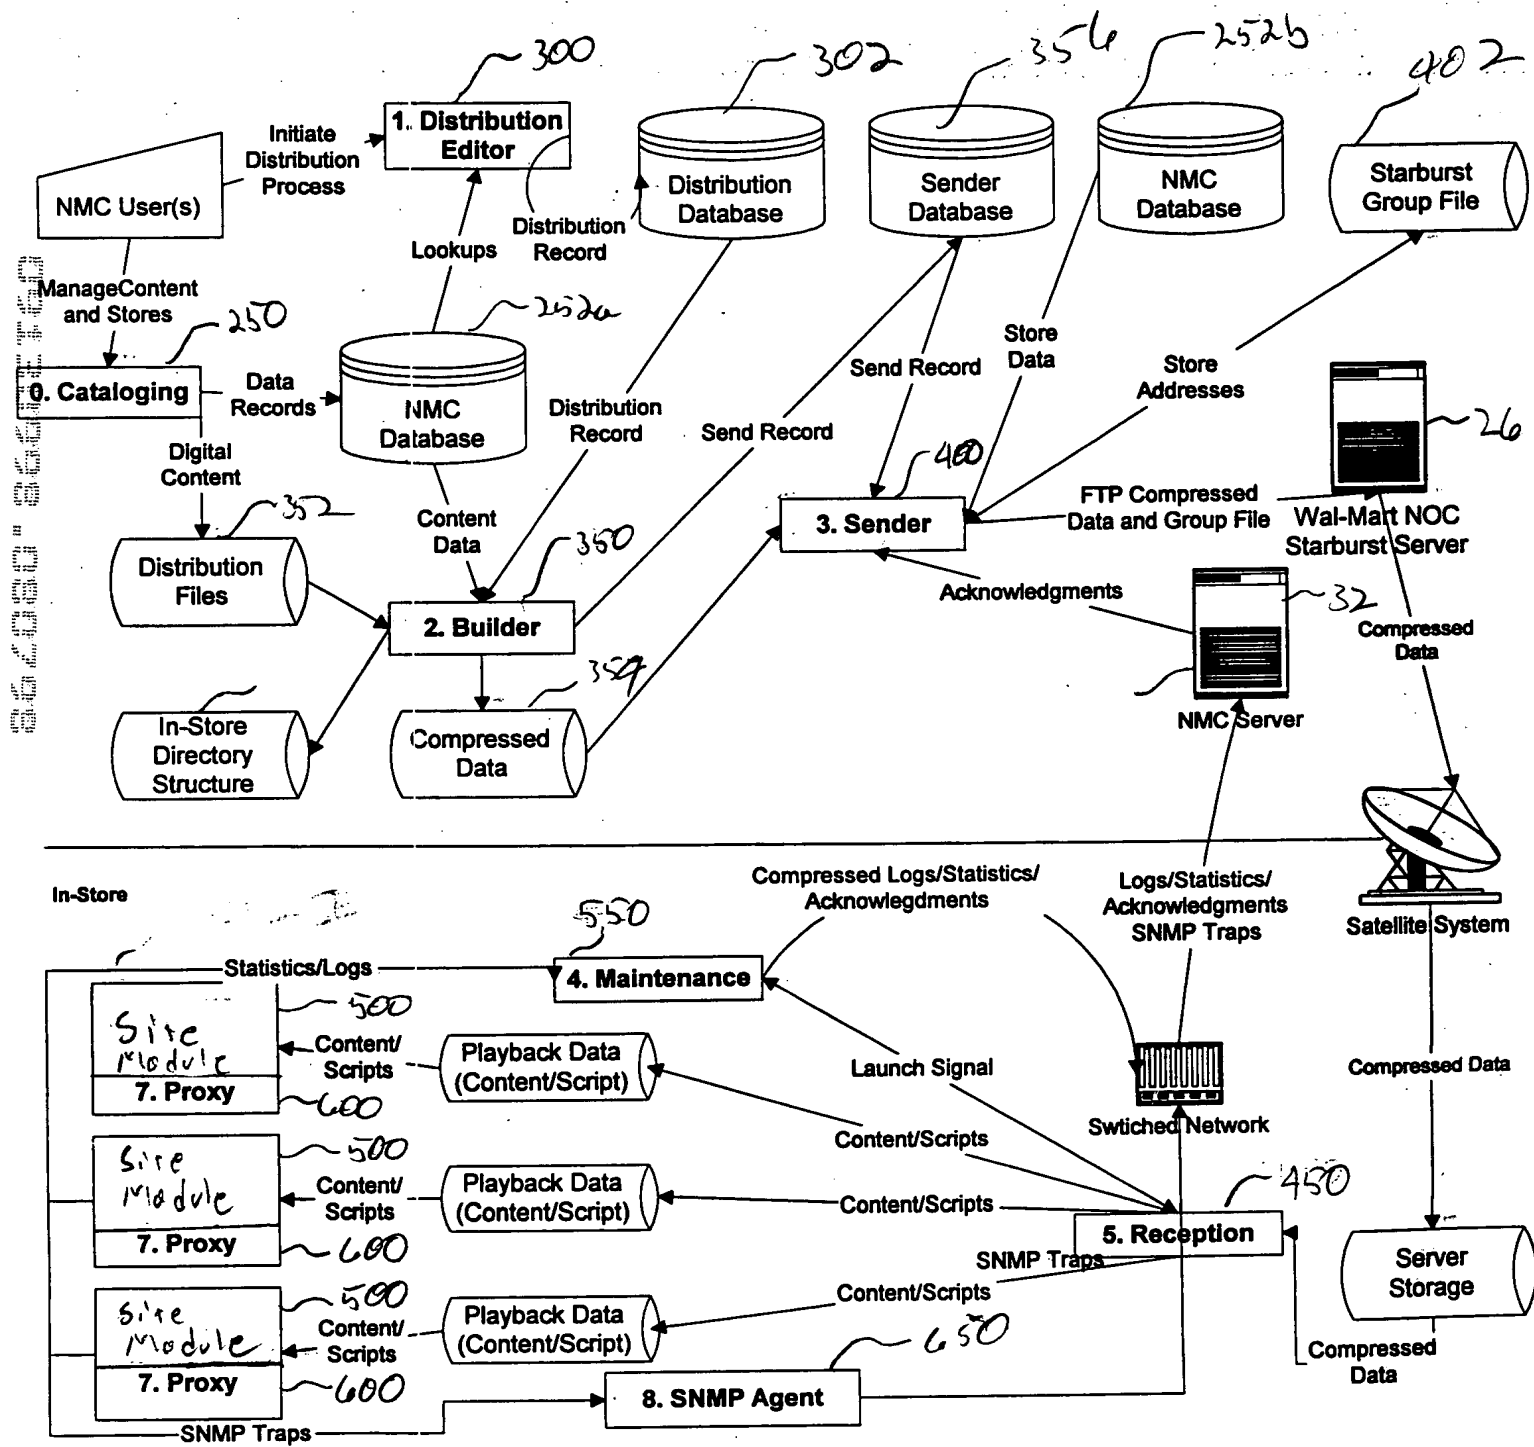 300
302
356
252b
402
1. Distribution
Editor
Initiate
Distribution
Process
NMC User(s)
Distribution
Database
Sender
Database
NMC
Database
Starburst
Group File
Lookups
Distribution
Record
ManageContent
and Stores
250
252a
0. Cataloging
Data
Records
NMC
Database
Distribution
Record
Send Record
Send Record
Store
Data
Store
Addresses
26
Digital
Content
352
Content
Data
350
400
3. Sender
FTP Compressed
Data and Group File
Wal-Mart NOC
Starburst Server
Distribution
Files
2. Builder
Acknowledgments
32
Compressed
Data
354
In-Store
Directory
Structure
Compressed
Data
NMC Server
In-Store
550
Compressed Logs/Statistics/
Acknowlegdments
Logs/Statistics/
Acknowledgments
SNMP Traps
Satellite System
Statistics/Logs
4. Maintenance
500
Site
Module
Content/
Scripts
Playback Data
(Content/Script)
Launch Signal
Compressed Data
7. Proxy
600
Swtiched Network
Content/Scripts
500
Site
Module
Content/
Scripts
Playback Data
(Content/Script)
Content/Scripts
450
7. Proxy
600
5. Reception
SNMP Traps
Server
Storage
500
Site
Module
Content/
Scripts
Playback Data
(Content/Script)
Content/Scripts
650
7. Proxy
600
8. SNMP Agent
Compressed
Data
SNMP Traps